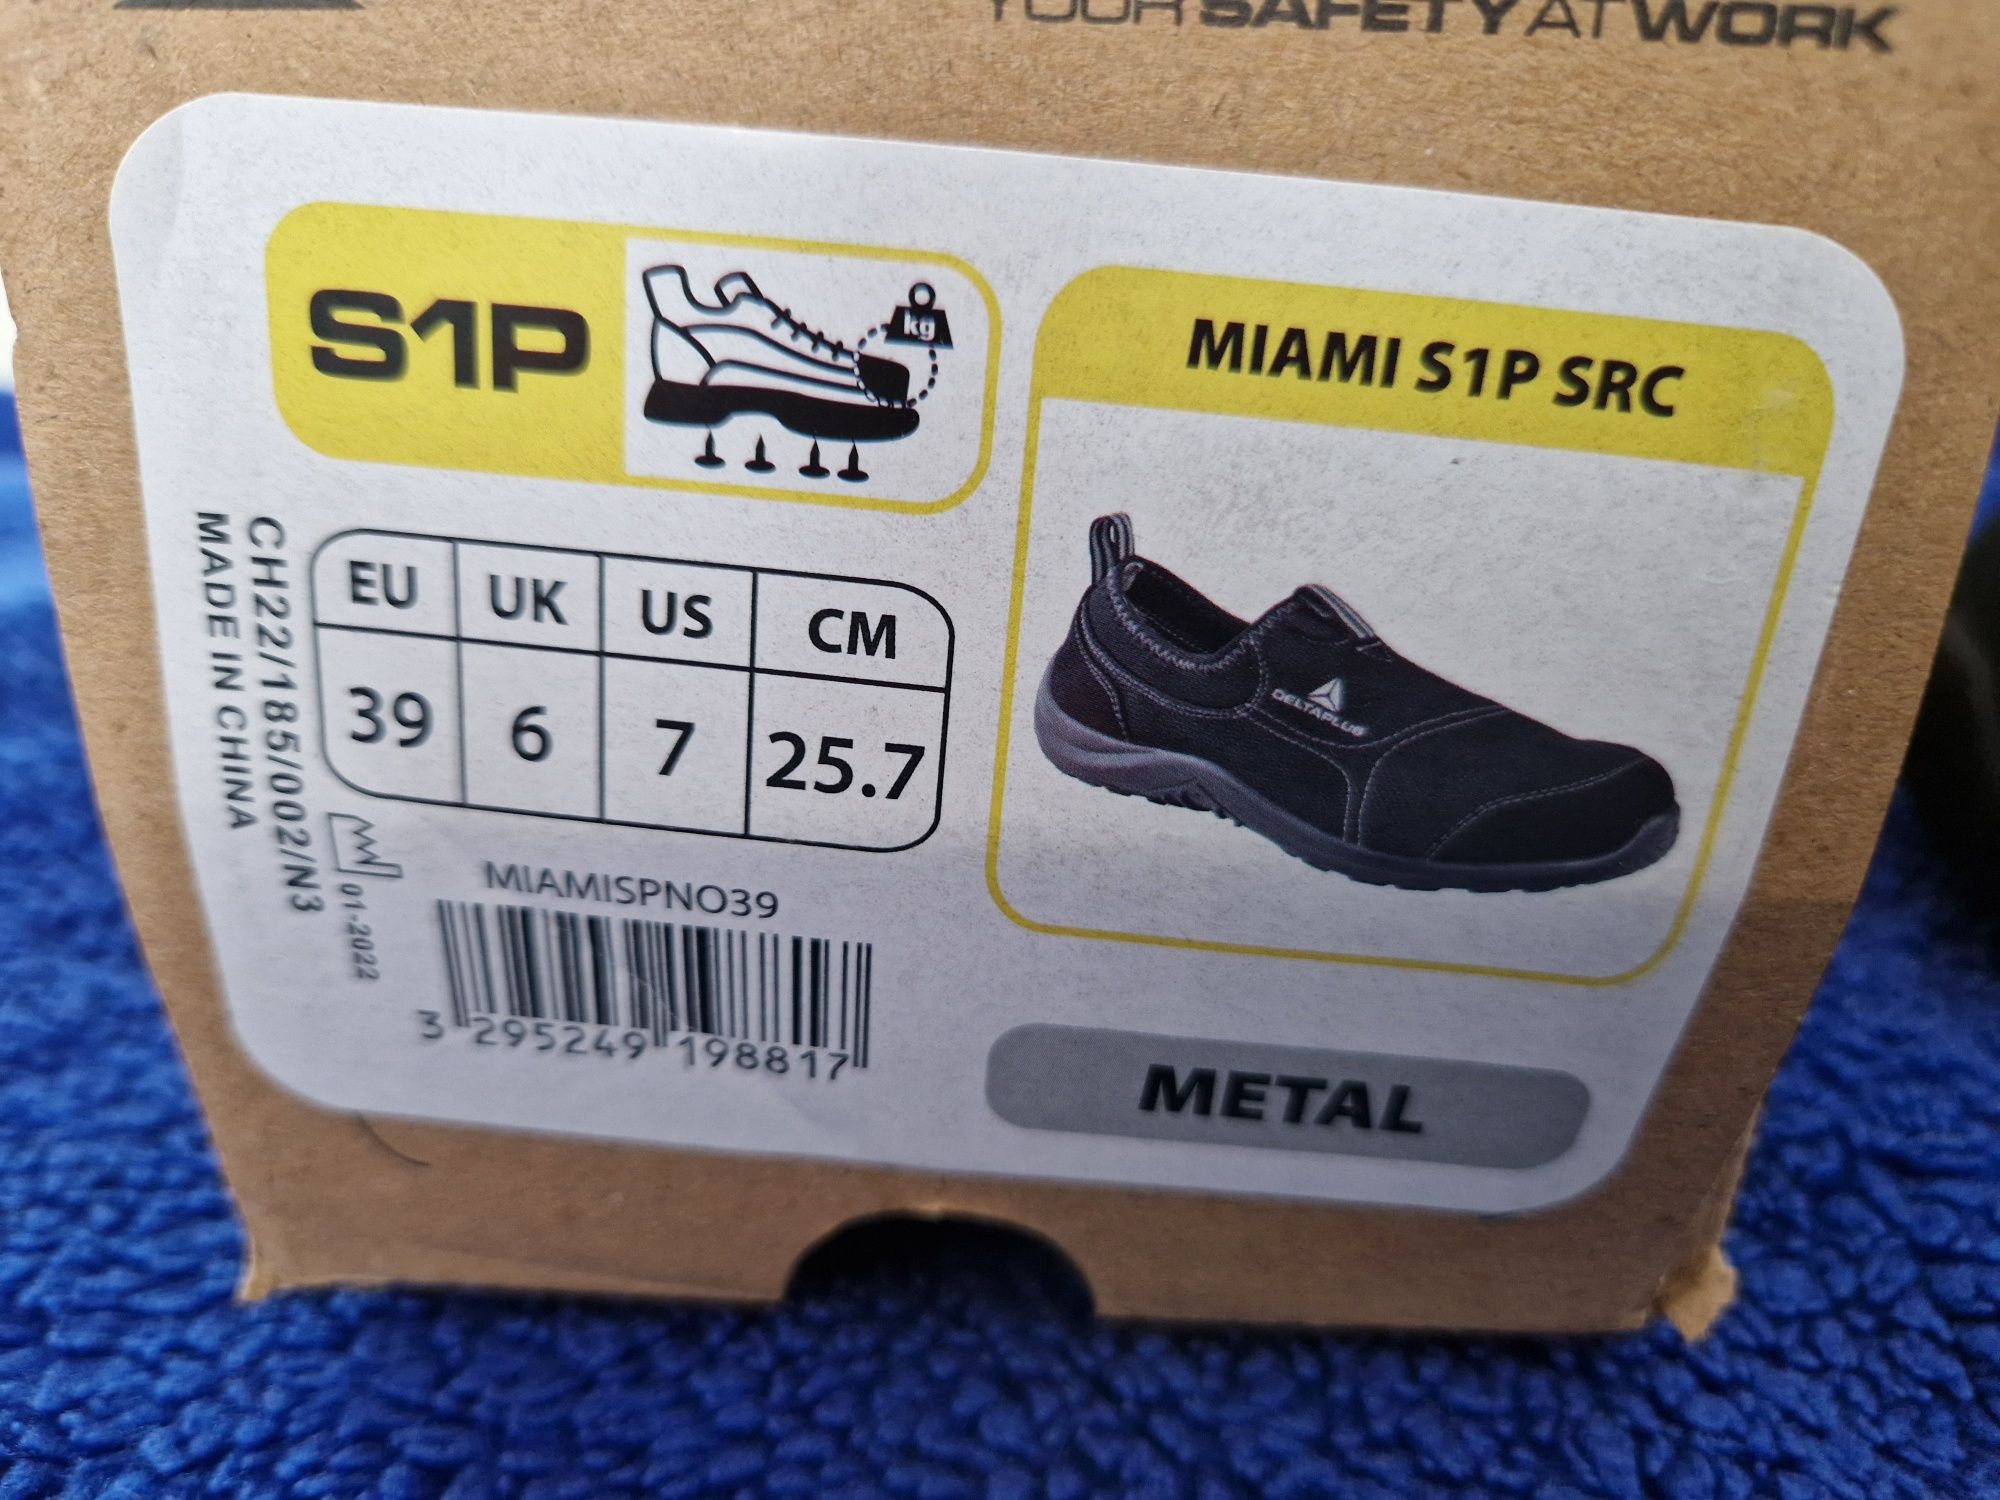 YOUR SAFETY AT WORK
S1P
kg
MIAMI S1P SRC
DELTAPLUS
EU UK US CM
39 6 7 25.7
CH22/185/002/N3
MADE IN CHINA
01-2022
MIAMISPNO39
3 295249 198817
METAL